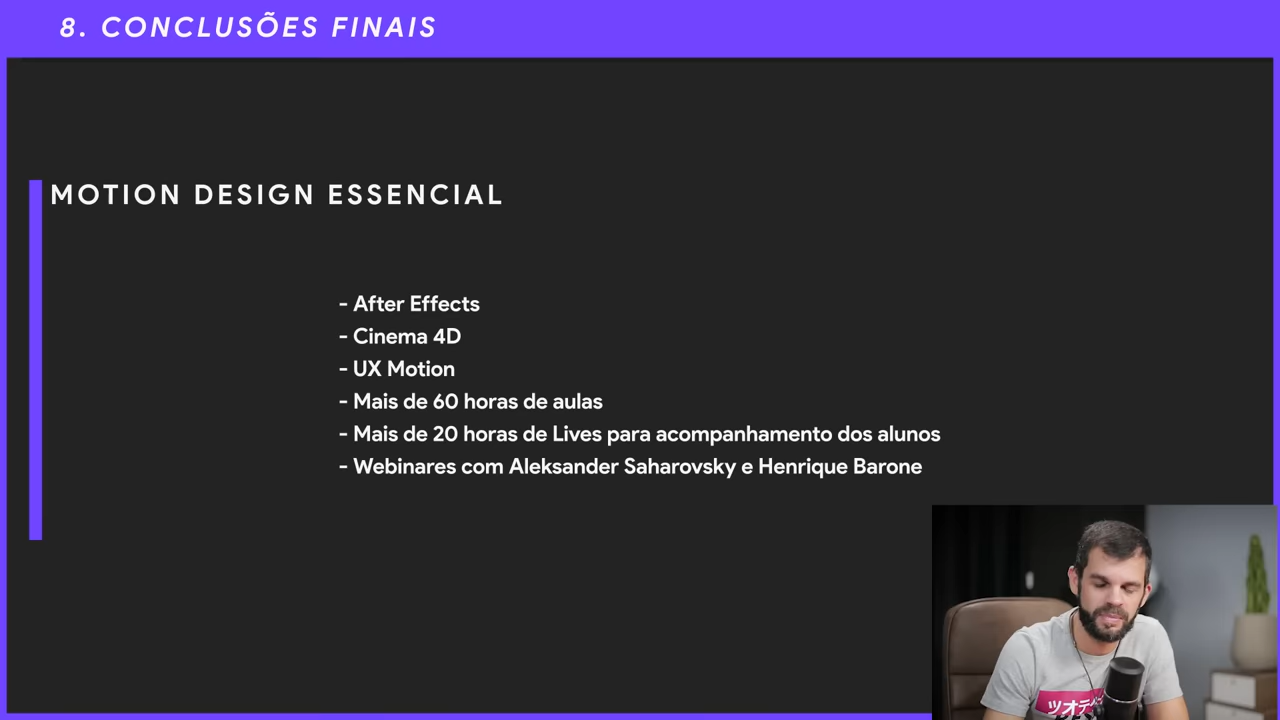 8. CONCLUSÕES FINAIS
MOTION DESIGN ESSENCIAL
- After Effects
- Cinema 4D
- UX Motion
- Mais de 60 horas de aulas
- Mais de 20 horas de Lives para acompanhamento dos alunos
- Webinares com Aleksander Saharovsky e Henrique Barone